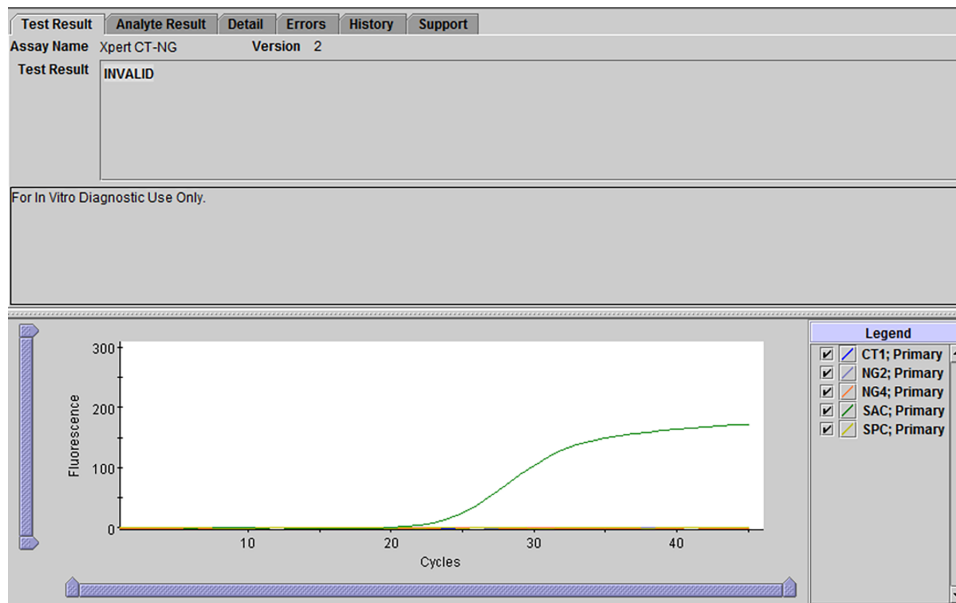 Test Result Analyte Result Detail Errors History Support
Assay Name Xpert CT-NG Version 2
Test Result INVALID
For In Vitro Diagnostic Use Only.
Legend
CT1; Primary
NG2; Primary
NG4; Primary
SAC; Primary
SPC; Primary
Fluorescence
300
200
100
0
10 20 30 40
Cycles